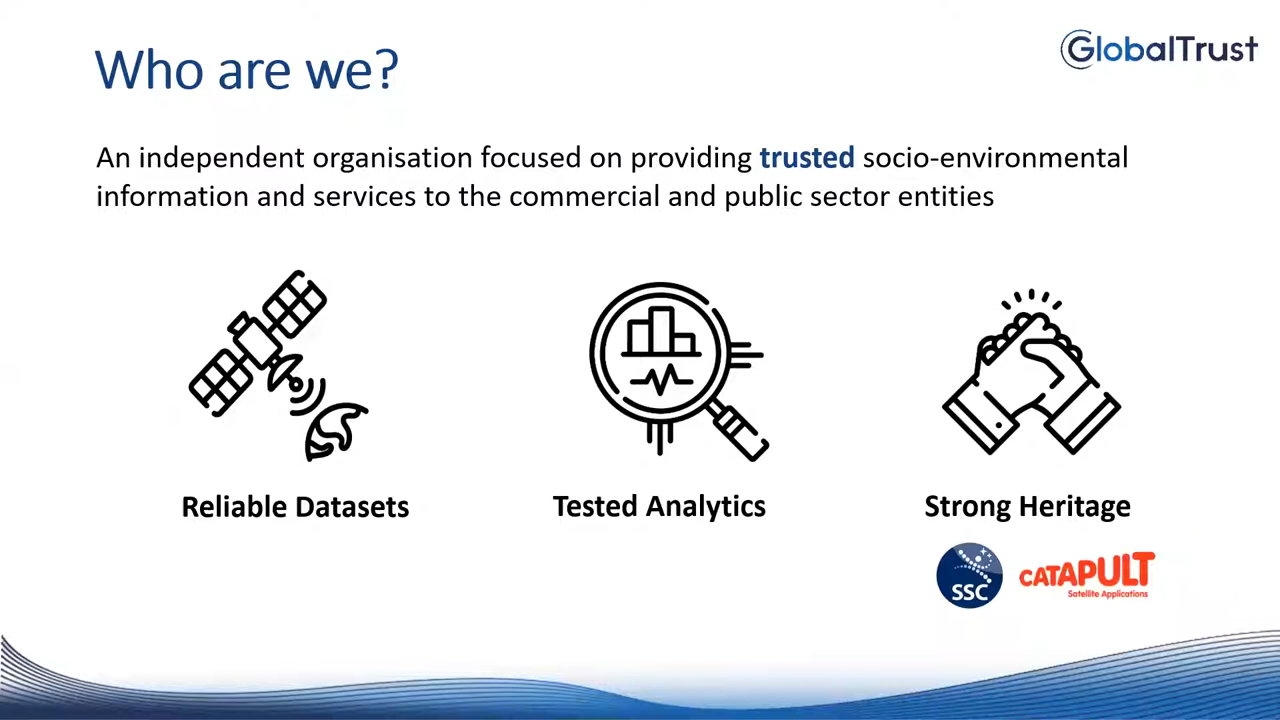 Who are we?
GlobalTrust
An independent organisation focused on providing trusted socio-environmental
information and services to the commercial and public sector entities
Reliable Datasets
Tested Analytics
Strong Heritage
SSC
CATAPULT
Satellite Applications